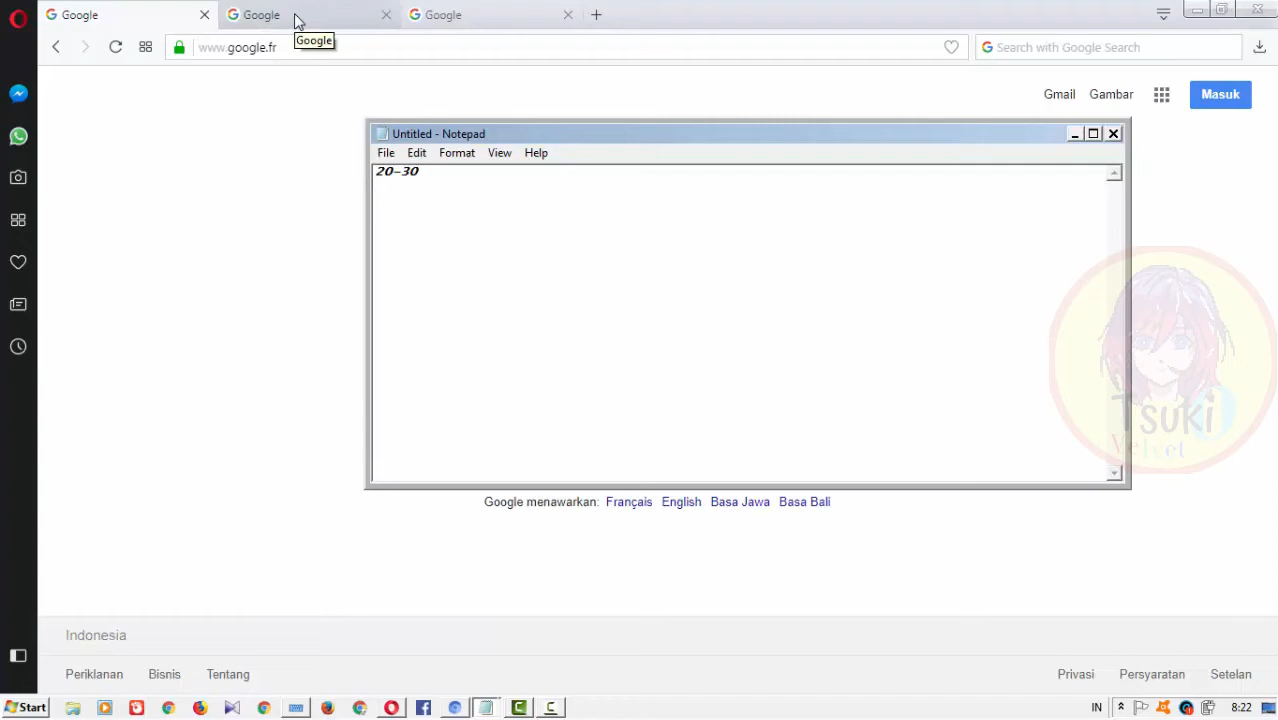 Google
Google
Google
www.google.fr
Google
Search with Google Search
Gmail
Gambar
Masuk
Untitled - Notepad
File
Edit
Format
View
Help
20-30
Tsuki
Velvet
Google menawarkan: Français English Basa Jawa Basa Bali
Indonesia
Periklanan
Bisnis
Tentang
Privasi
Persyaratan
Setelan
Start
IN
8:22